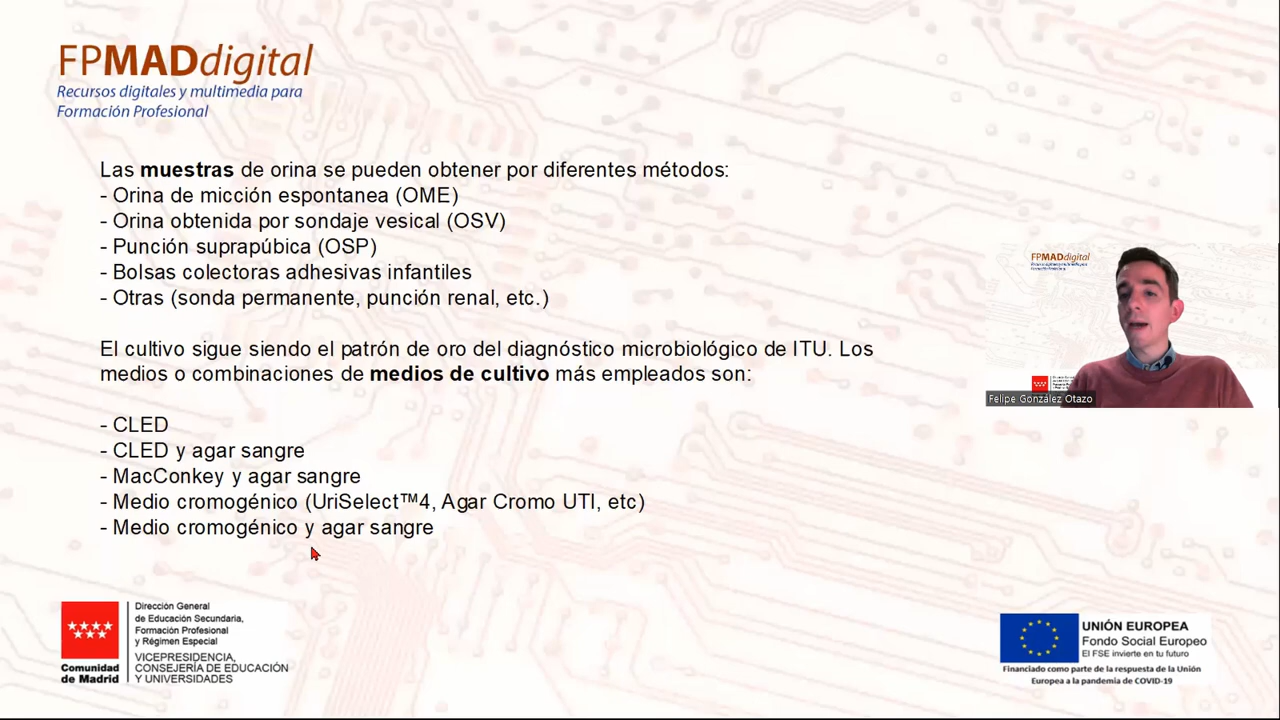 FPMADdigital
Recursos digitales y multimedia para
Formación Profesional
Las muestras de orina se pueden obtener por diferentes métodos:
- Orina de micción espontanea (OME)
- Orina obtenida por sondaje vesical (OSV)
- Punción suprapúbica (OSP)
- Bolsas colectoras adhesivas infantiles
- Otras (sonda permanente, punción renal, etc.)
El cultivo sigue siendo el patrón de oro del diagnóstico microbiológico de ITU. Los
medios o combinaciones de medios de cultivo más empleados son:
- CLED
- CLED y agar sangre
- MacConkey y agar sangre
- Medio cromogénico (UriSelect™4, Agar Cromo UTI, etc)
- Medio cromogénico y agar sangre
FPMADdigital
Felipe González Otazo
Comunidad
de Madrid
Dirección General
de Educación Secundaria,
Formación Profesional
y Régimen Especial
VICEPRESIDENCIA,
CONSEJERÍA DE EDUCACIÓN
Y UNIVERSIDADES
UNIÓN EUROPEA
Fondo Social Europeo
El FSE invierte en tu futuro
Financiado como parte de la respuesta de la Unión
Europea a la pandemia de COVID-19